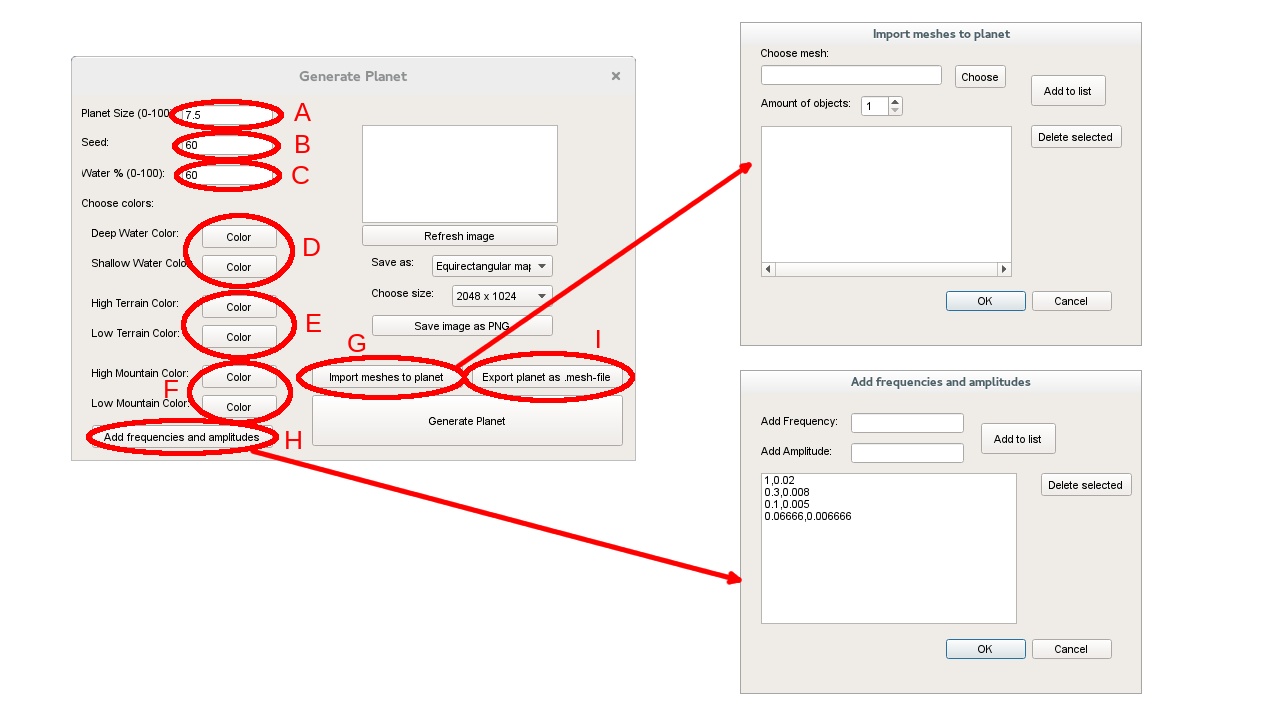 Generate Planet
Planet Size (0-100
7.5
A
Seed:
60
B
Water % (0-100):
60
C
Choose colors:
Deep Water Color:
Color
D
Shallow Water Colo
Color
High Terrain Color:
Color
E
Low Terrain Color:
Color
High Mountain Color:
Color
F
Low Mountain Color:
Color
Add frequencies and amplitudes
H
Refresh image
Save as:
Equirectangular map
Choose size:
2048 x 1024
Save image as PNG
G
I
Import meshes to planet
Export planet as .mesh-file
Generate Planet
Import meshes to planet
Choose mesh:
Choose
Add to list
Amount of objects:
1
Delete selected
OK
Cancel
Add frequencies and amplitudes
Add Frequency:
Add to list
Add Amplitude:
Delete selected
1,0.02
0.3,0.008
0.1,0.005
0.06666,0.006666
OK
Cancel